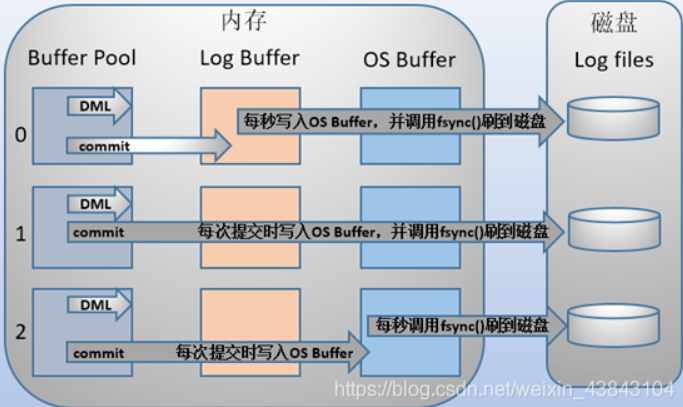 内存
磁盘
Buffer Pool
Log Buffer
OS Buffer
Log files
0
DML
commit
每秒写入OS Buffer，并调用fsync()刷到磁盘
1
DML
commit
每次提交时写入OS Buffer，并调用fsync()刷到磁盘
2
DML
每秒调用fsync()刷到磁盘
commit
每次提交时写入OS Buffer
https://blog.csdn.net/weixin_43843104